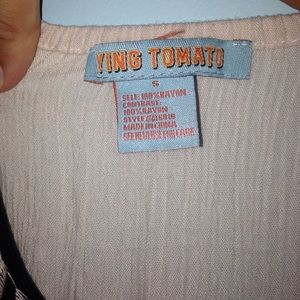 YING TOMATO
S
SELF: 100% RAYON
CONTRAST:
100% RAYON
MADE IN CHINA
SEE REVERSE FOR CARE